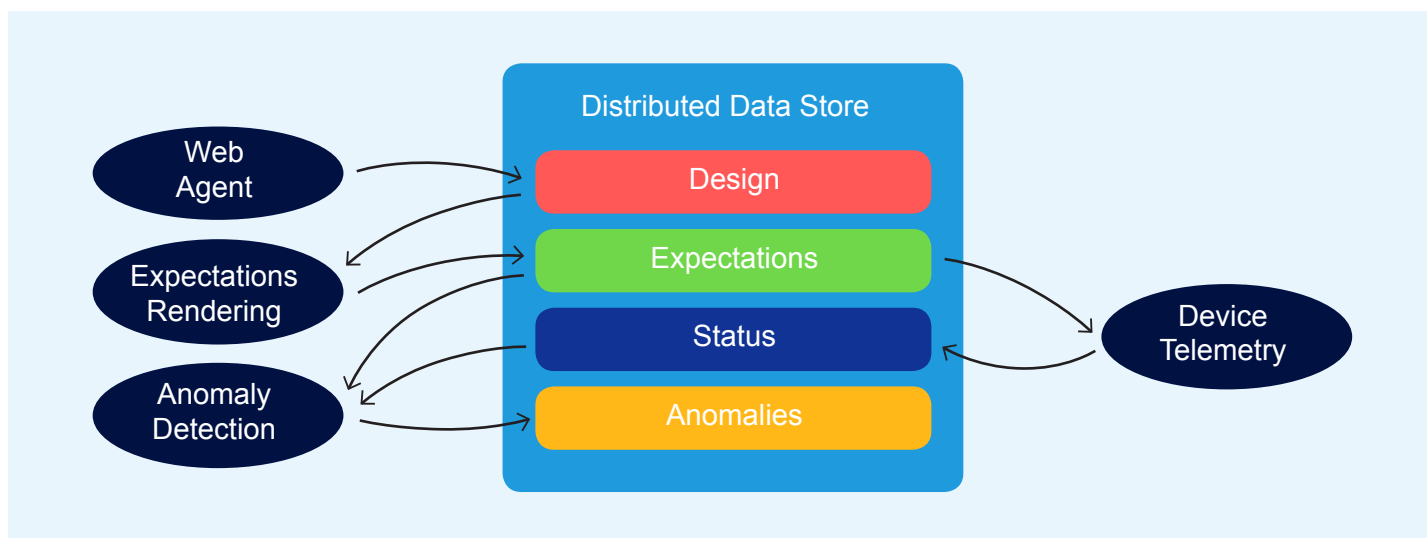 Distributed Data Store
Web
Agent
Design
Expectations
Rendering
Expectations
Status
Device
Telemetry
Anomaly
Detection
Anomalies